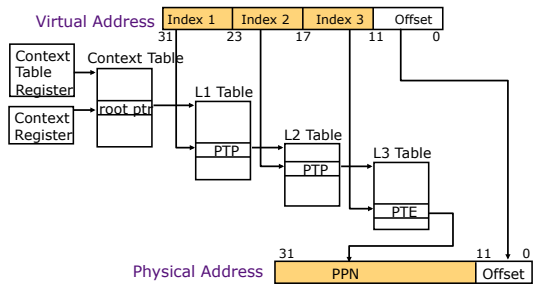 Virtual Address
Index 1 Index 2 Index 3 Offset
31 23 17 11 0
Context Table Register
Context Table
root ptr
Context Register
L1 Table
PTP
L2 Table
PTP
L3 Table
PTE
31 11 0
Physical Address
PPN Offset